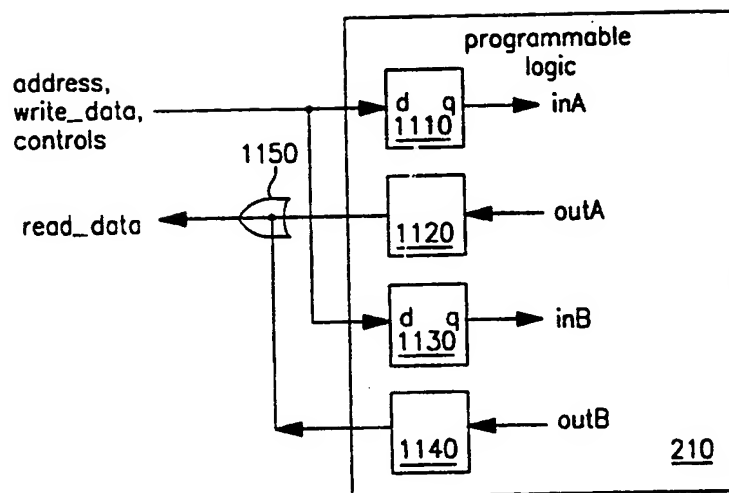 programmable
logic
address,
write_data,
controls
d q
1110
inA
1150
read_data
1120
outA
d q
1130
inB
1140
outB
210